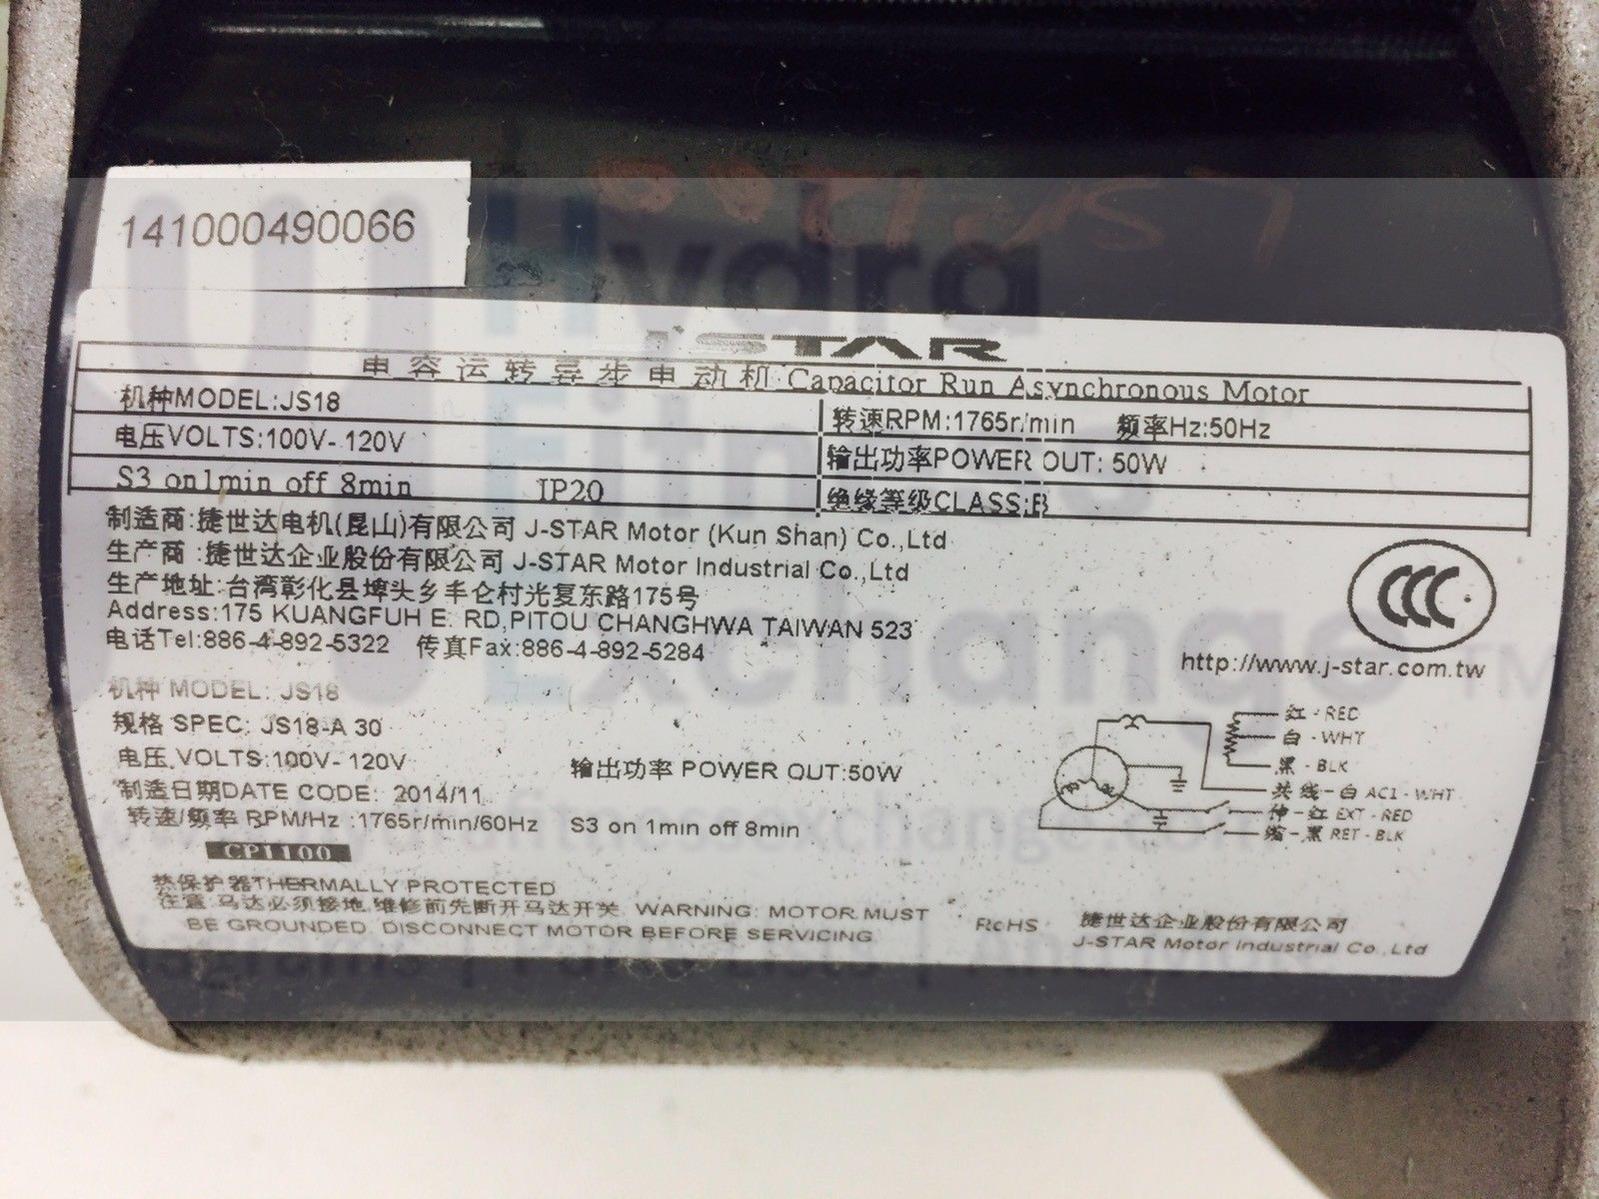 141000490066
Hydra
Fitness
Exchange™
JSTAR
电容运转异步电动机 Capacitor Run Asynchronous Motor
机种MODEL:JS18
转速RPM:1765r/min 频率Hz:50Hz
电压VOLTS:100V-120V
输出功率POWER OUT: 50W
S3 on1min off 8min IP20
绝缘等级CLASS:B
制造商:捷世达电机(昆山)有限公司 J-STAR Motor (Kun Shan) Co.,Ltd
生产商:捷世达企业股份有限公司 J-STAR Motor Industrial Co.,Ltd
生产地址:台湾彰化县埤头乡丰仑村光复东路175号
Address:175 KUANGFUH E. RD,PITOU CHANGHWA TAIWAN 523
电话Tel:886-4-892-5322 传真Fax:886-4-892-5284
http://www.j-star.com.tw
机种 MODEL: JS18
规格 SPEC: JS18-A 30
电压 VOLTS:100V-120V
输出功率 POWER OUT:50W
制造日期DATE CODE: 2014/11
转速/频率 RPM/Hz :1765r/min/60Hz S3 on 1min off 8min
CP1100
红 - RED
白 - WHT
黑 - BLK
共线-白 AC1 - WHT
伸-红 EXT - RED
缩-黑 RET - BLK
热保护器THERMALLY PROTECTED
注意:马达必须接地,维修前先断开马达开关 WARNING: MOTOR MUST
BE GROUNDED. DISCONNECT MOTOR BEFORE SERVICING
RoHS
捷世达企业股份有限公司
J-STAR Motor Industrial Co.,Ltd